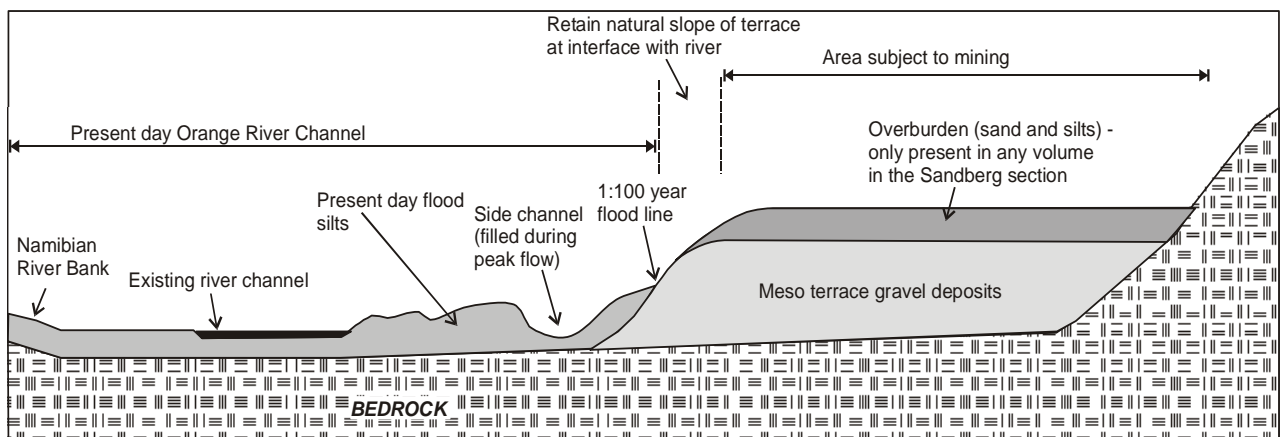 Retain natural slope of terrace
at interface with river
Area subject to mining
Present day Orange River Channel
Overburden (sand and silts) -
only present in any volume
in the Sandberg section
1:100 year
flood line
Present day flood
silts
Side channel
(filled during
peak flow)
Namibian
River Bank
Existing river channel
Meso terrace gravel deposits
BEDROCK